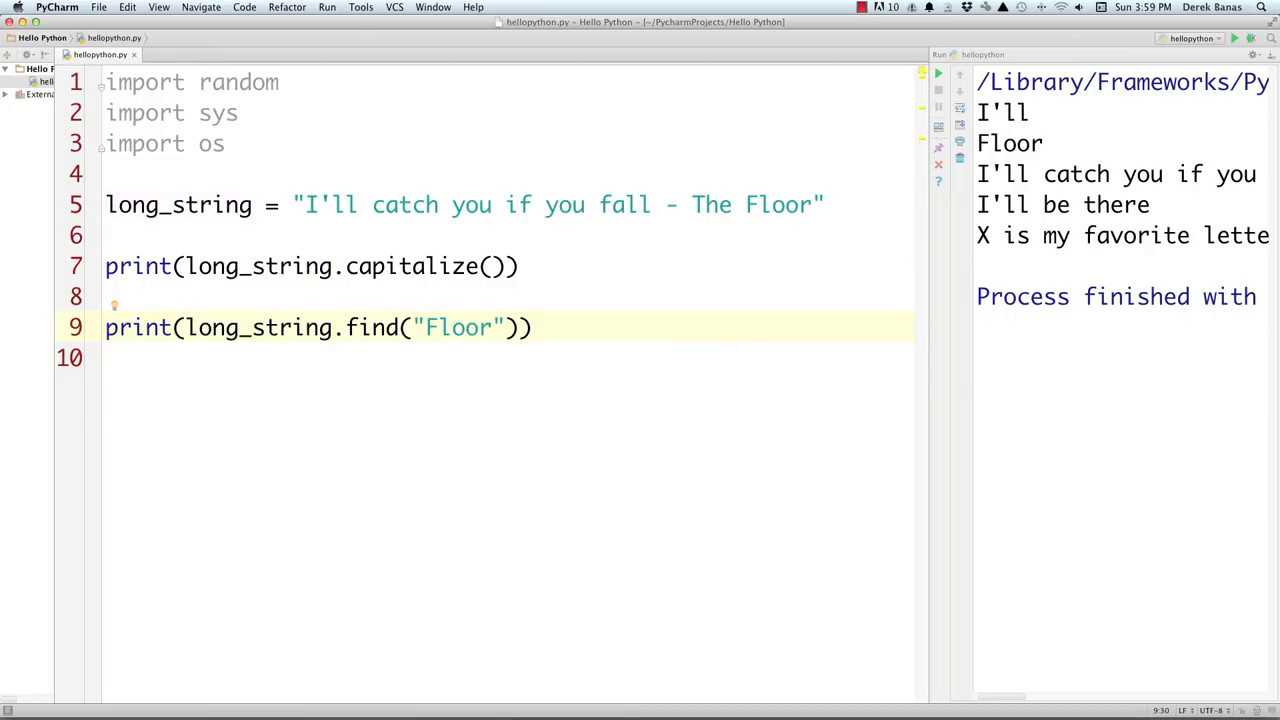 PyCharm File Edit View Navigate Code Refactor Run Tools VCS Window Help 10 Sun 3:59 PM Derek Banas
hellopython.py - Hello Python - [~/PycharmProjects/Hello Python]
Hello Python hellopython.py hellopython
hellopython.py Run hellopython
Hello P
hell
Extern
1 import random
2 import sys
3 import os
4
5 long_string = "I'll catch you if you fall - The Floor"
6
7 print(long_string.capitalize())
8
9 print(long_string.find("Floor"))
10
/Library/Frameworks/Py
I'll
Floor
I'll catch you if you
I'll be there
X is my favorite lette
Process finished with
9:30 LF UTF-8